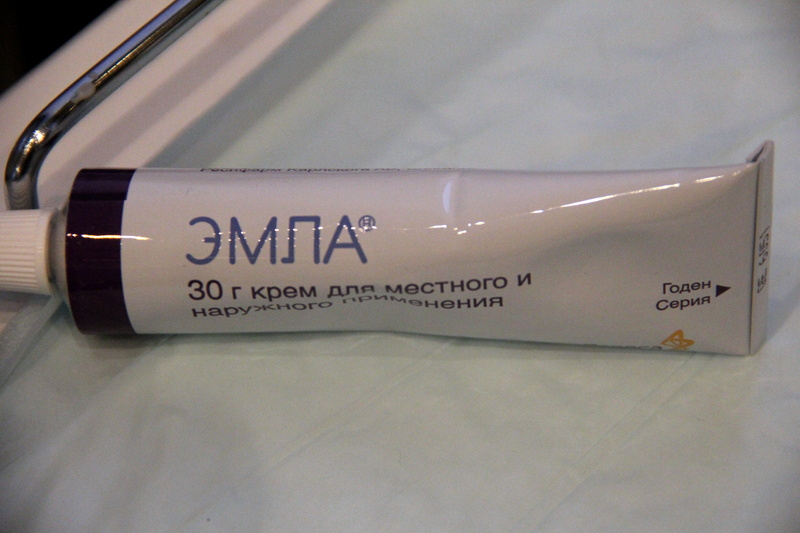 ЭМЛА®
30 г крем для местного и
наружного применения
Годен
Серия